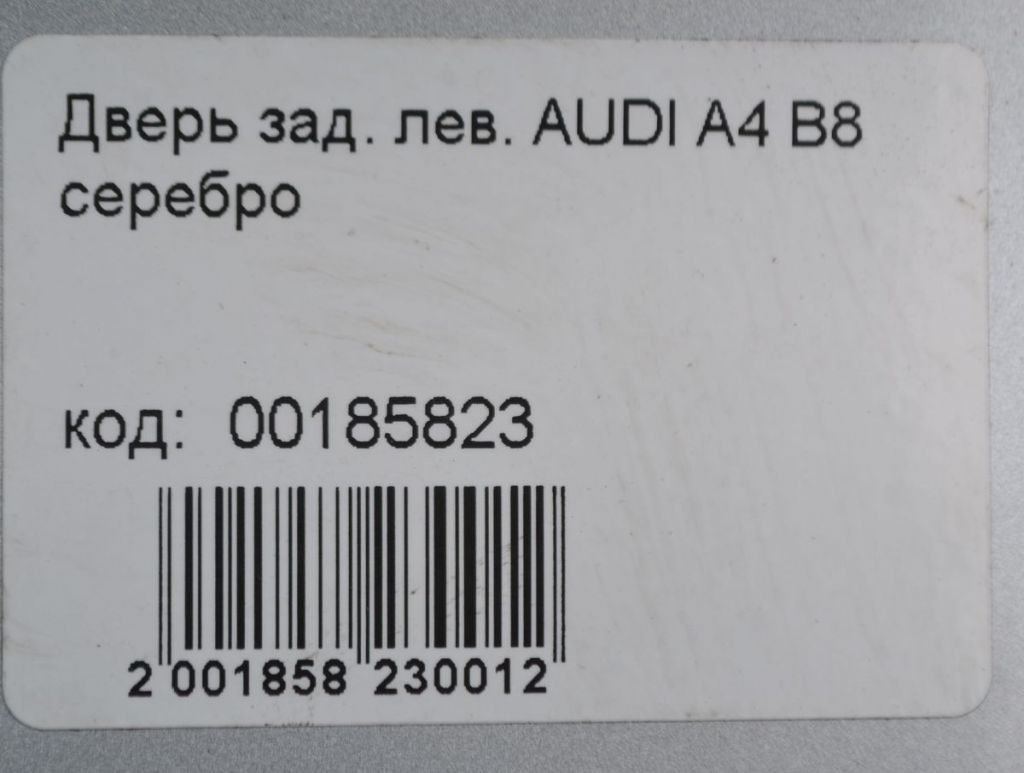 Дверь зад. лев. AUDI A4 B8
серебро
код: 00185823
2 001858 230012